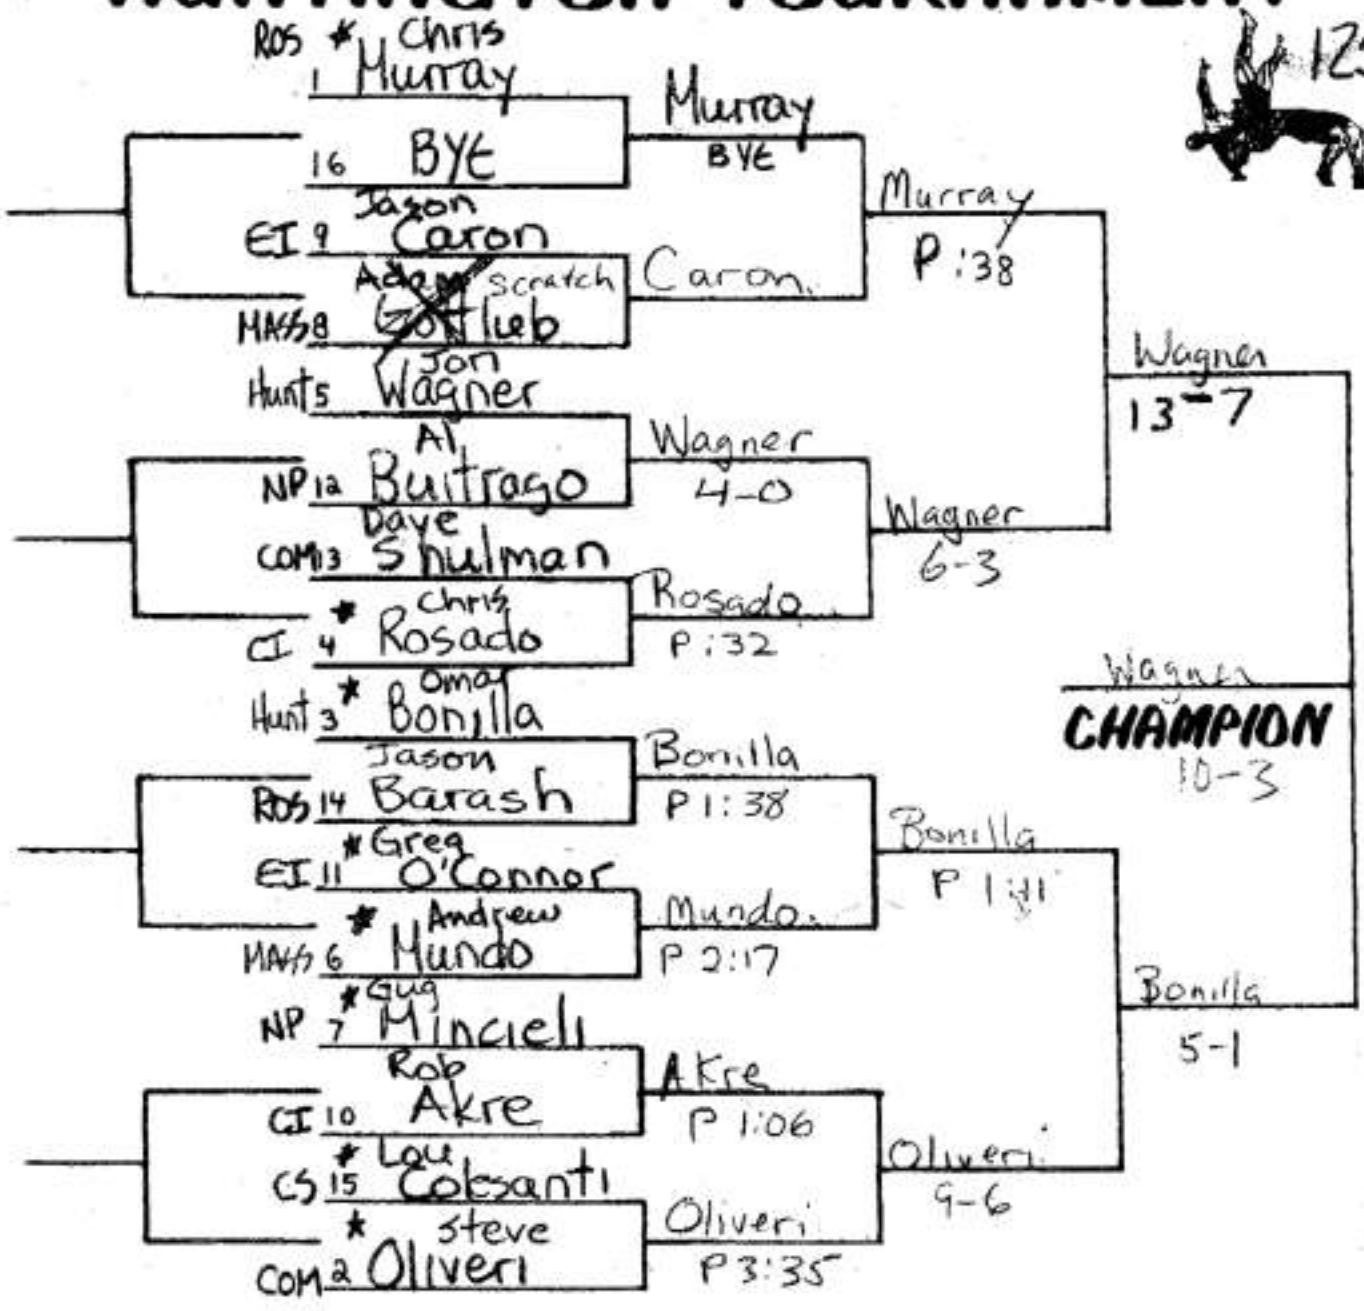 ROS * Chris
1 Murray
16 BYE
Jason
EI 9 Caron
Adam scratch
MASS 8 Gottlieb
Jon
Hunt 5 Wagner
Al
NP 12 Buitrago
Dave
COM 13 Shulman
* Chris
CI 4 Rosado
Omar
Hunt 3 * Bonilla
Jason
ROS 14 Barash
* Greg
EI 11 O'Connor
* Andrew
MASS 6 Mundo
* Gug
NP 7 Mincieli
Rob
CI 10 Akre
* Lou
CS 15
* Steve
COM 2 Oliveri
Murray
BYE
Caron
Wagner
4-0
Rosado
P :32
Bonilla
P 1:38
Mundo
P 2:17
Akre
P 1:06
Oliveri
P 3:35
Murray
P :38
Wagner
6-3
Bonilla
P
Oliveri
9-6
Wagner
13-7
Bonilla
5-1
Wagner
CHAMPION
10-3